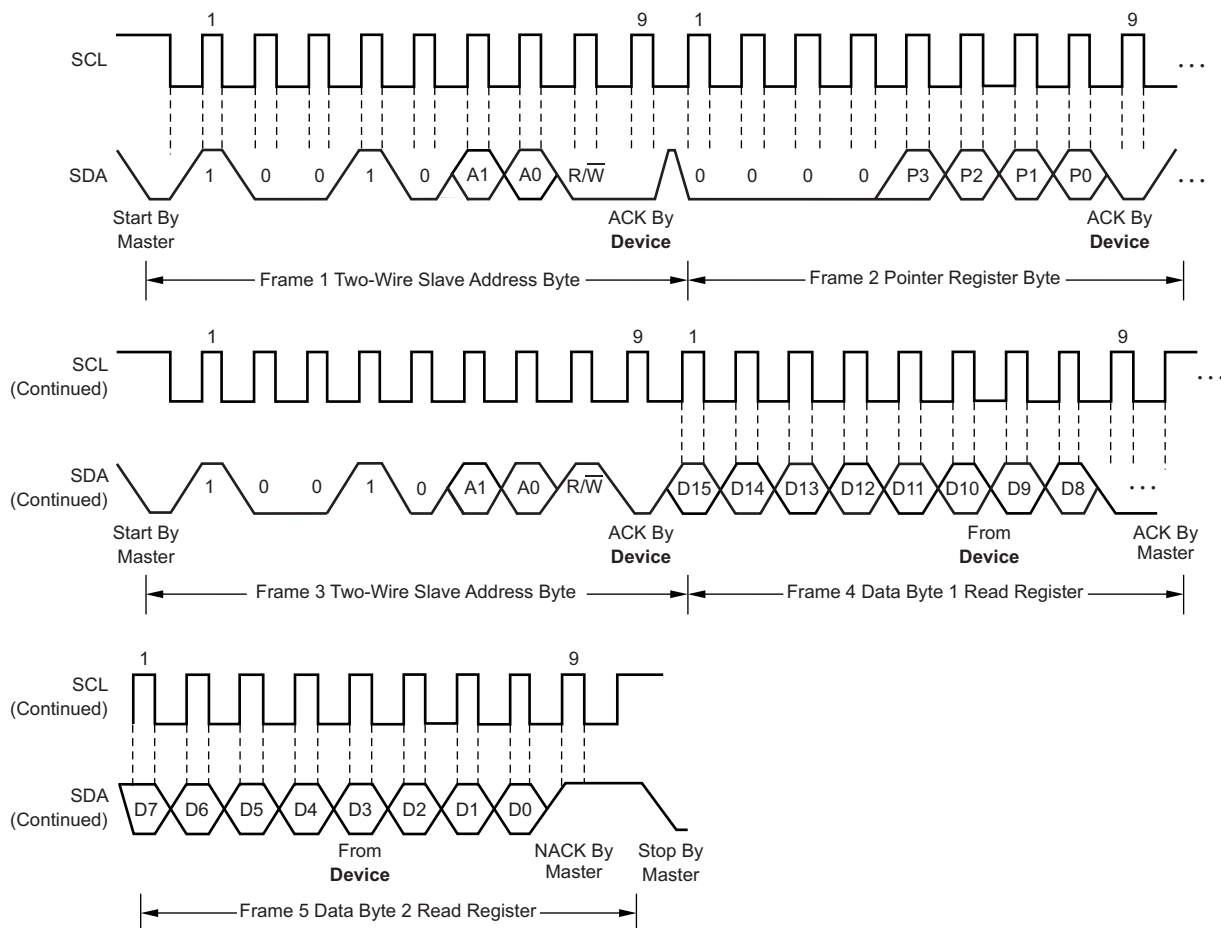 1 9 1 9
SCL ...
SDA 1 0 0 1 0 A1 A0 R/W̅ 0 0 0 0 P3 P2 P1 P0 ...
Start By Master
ACK By Device
ACK By Device
Frame 1 Two-Wire Slave Address Byte
Frame 2 Pointer Register Byte
1 9 1 9
SCL (Continued) ...
SDA (Continued) 1 0 0 1 0 A1 A0 R/W̅ D15 D14 D13 D12 D11 D10 D9 D8 ...
Start By Master
ACK By Device
From Device
ACK By Master
Frame 3 Two-Wire Slave Address Byte
Frame 4 Data Byte 1 Read Register
1 9
SCL (Continued)
SDA (Continued) D7 D6 D5 D4 D3 D2 D1 D0
From Device
NACK By Master
Stop By Master
Frame 5 Data Byte 2 Read Register